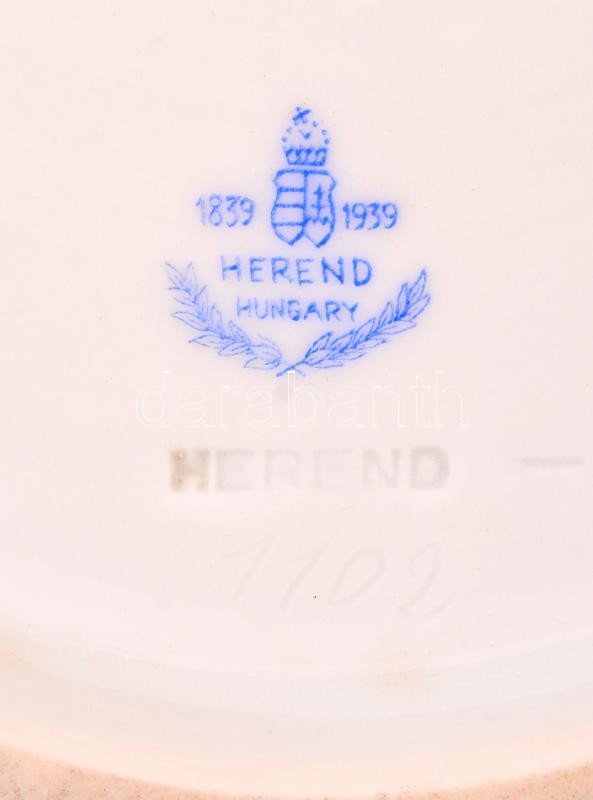 1839 1939
HEREND
HUNGARY
darabanth
HEREND
1102